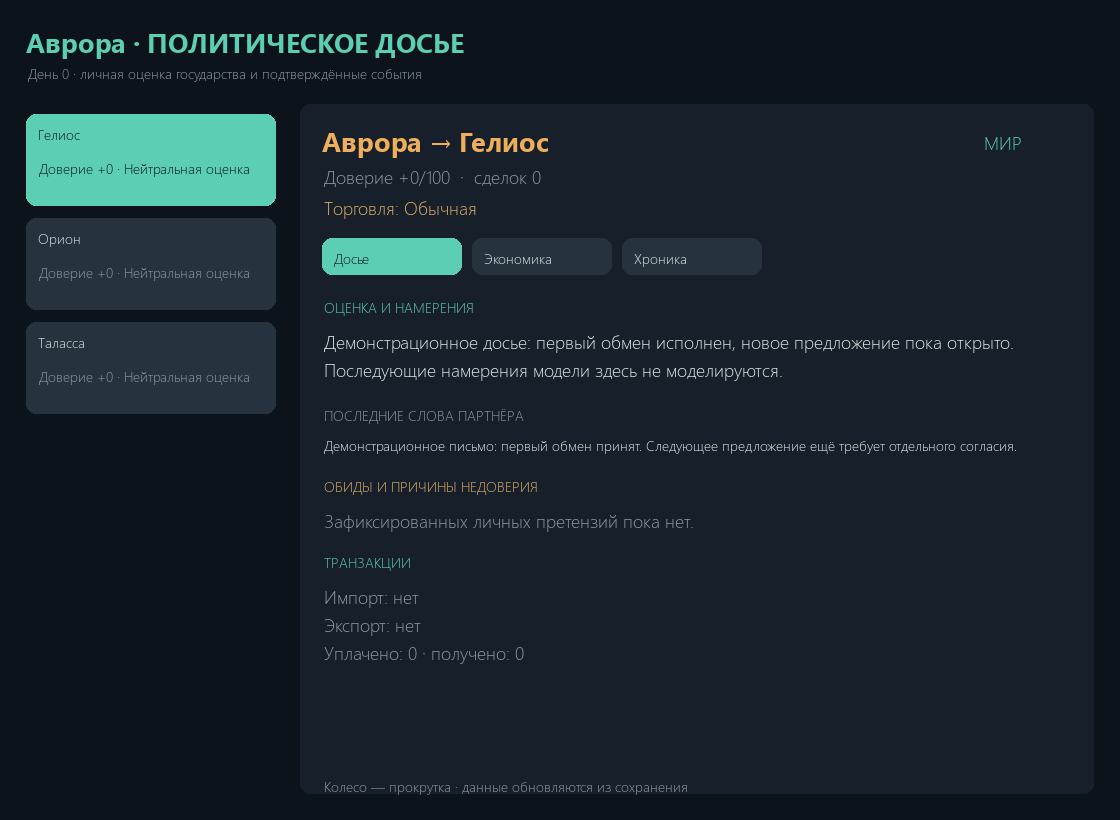 Аврора · ПОЛИТИЧЕСКОЕ ДОСЬЕ
День 0 · личная оценка государства и подтверждённые события
Гелиос
Доверие +0 · Нейтральная оценка
Орион
Доверие +0 · Нейтральная оценка
Таласса
Доверие +0 · Нейтральная оценка
Аврора → Гелиос
МИР
Доверие +0/100 · сделок 0
Торговля: Обычная
Досье
Экономика
Хроника
ОЦЕНКА И НАМЕРЕНИЯ
Демонстрационное досье: первый обмен исполнен, новое предложение пока открыто.
Последующие намерения модели здесь не моделируются.
ПОСЛЕДНИЕ СЛОВА ПАРТНЁРА
Демонстрационное письмо: первый обмен принят. Следующее предложение ещё требует отдельного согласия.
ОБИДЫ И ПРИЧИНЫ НЕДОВЕРИЯ
Зафиксированных личных претензий пока нет.
ТРАНЗАКЦИИ
Импорт: нет
Экспорт: нет
Уплачено: 0 · получено: 0
Колесо — прокрутка · данные обновляются из сохранения